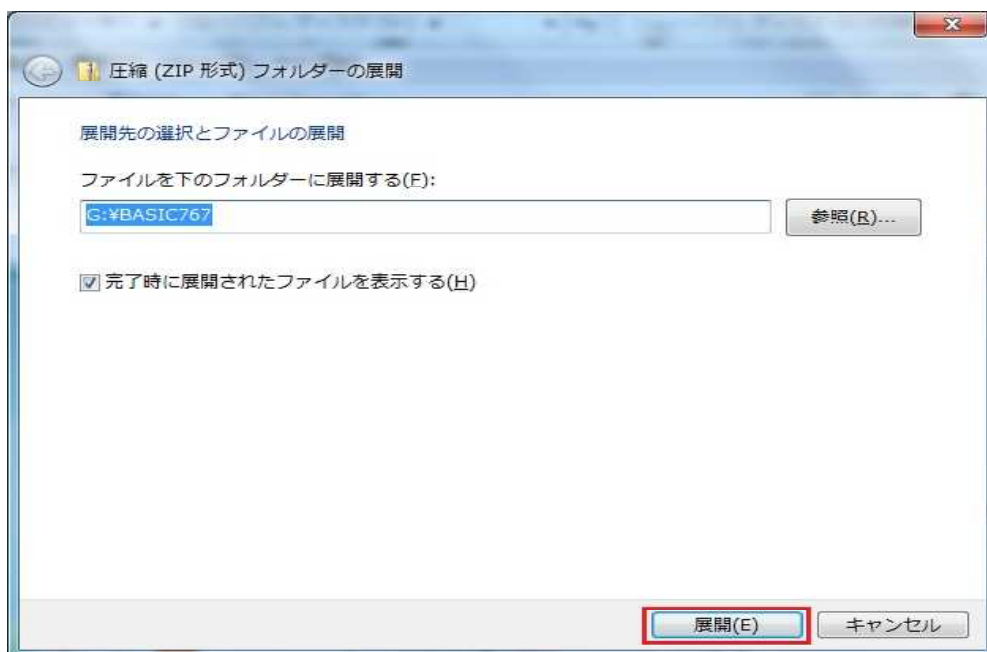 圧縮 (ZIP 形式) フォルダーの展開
展開先の選択とファイルの展開
ファイルを下のフォルダーに展開する(F):
G:¥BASIC767
参照(R)...
完了時に展開されたファイルを表示する(H)
展開(E)
キャンセル